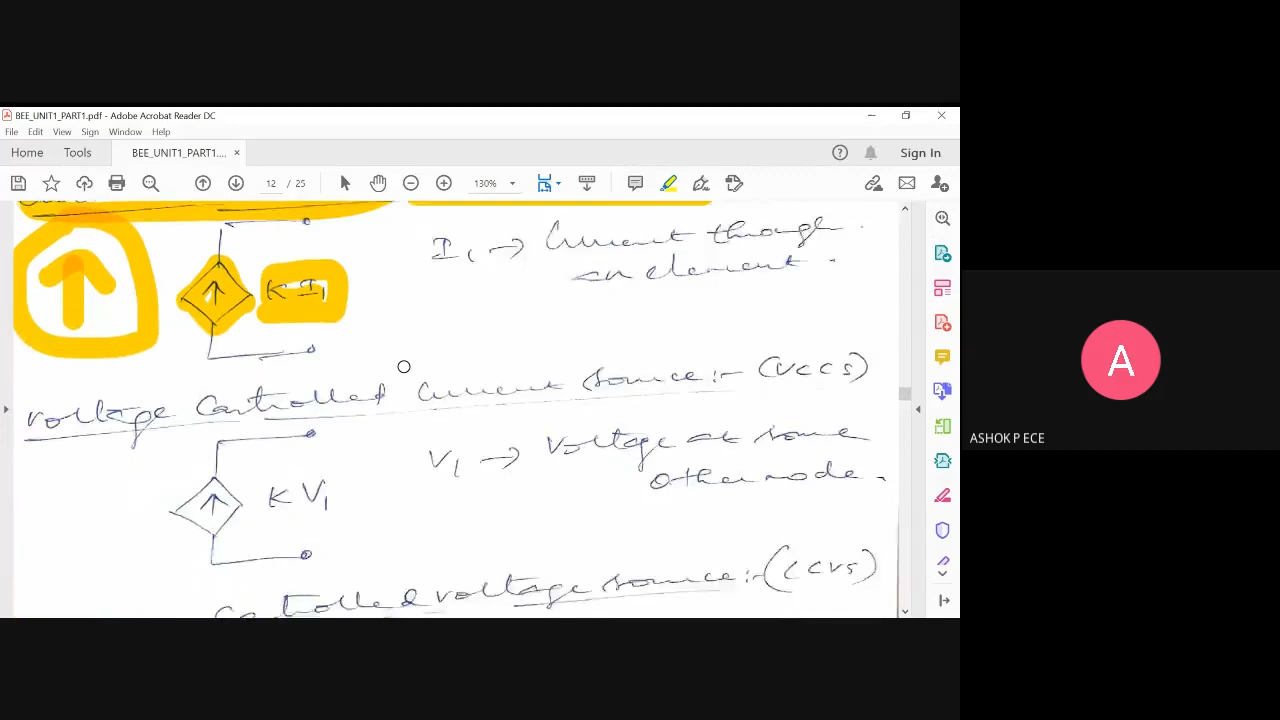 BEE_UNIT1_PART1.pdf - Adobe Acrobat Reader DC
File Edit View Sign Window Help
Home Tools BEE_UNIT1_PART1.... × Sign In
12 / 25 130%
I1 → Current through
an element.
K I1
Voltage Controlled Current Source:- (VCCS)
V1 → Voltage at some
other node.
K V1
Controlled voltage source:- (CCVS)
A
ASHOK P ECE